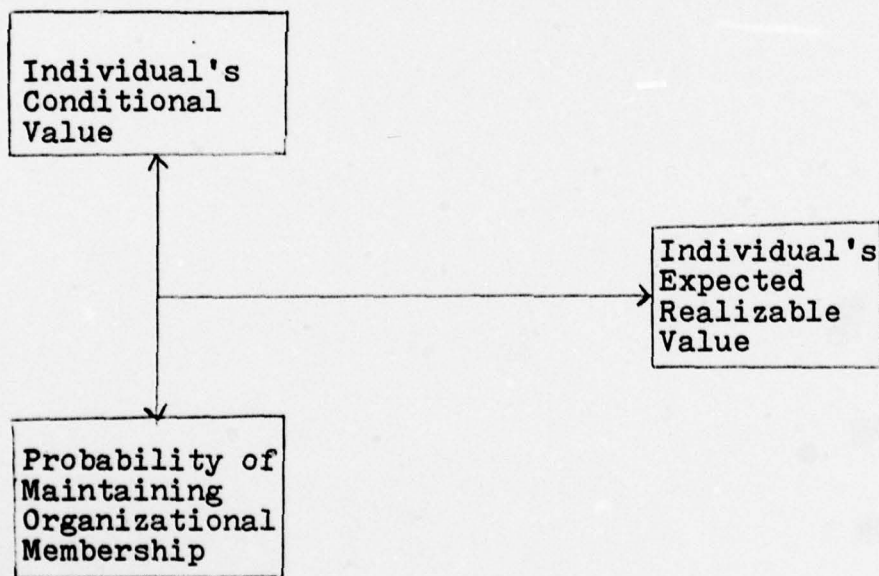 Individual's
Conditional
Value
Individual's
Expected
Realizable
Value
Probability of
Maintaining
Organizational
Membership